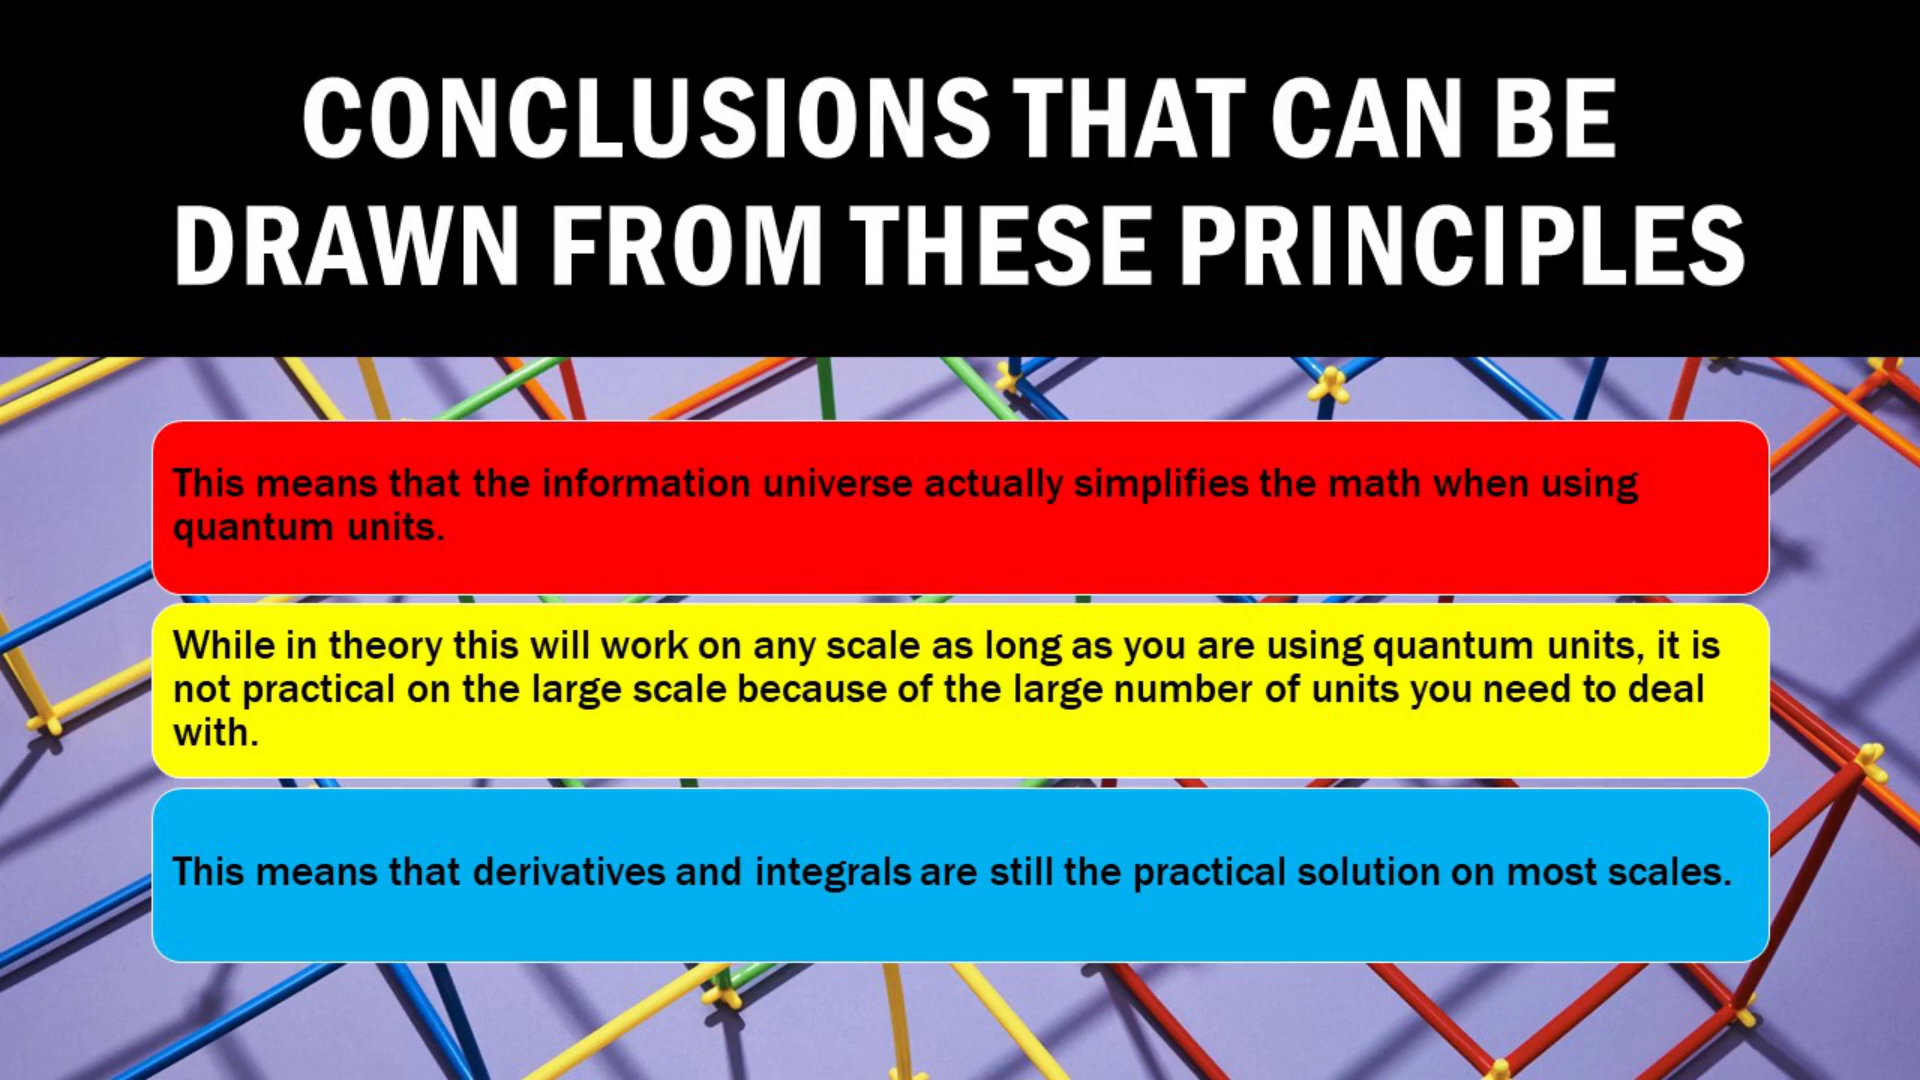 CONCLUSIONS THAT CAN BE
DRAWN FROM THESE PRINCIPLES
This means that the information universe actually simplifies the math when using
quantum units.
While in theory this will work on any scale as long as you are using quantum units, it is
not practical on the large scale because of the large number of units you need to deal
with.
This means that derivatives and integrals are still the practical solution on most scales.